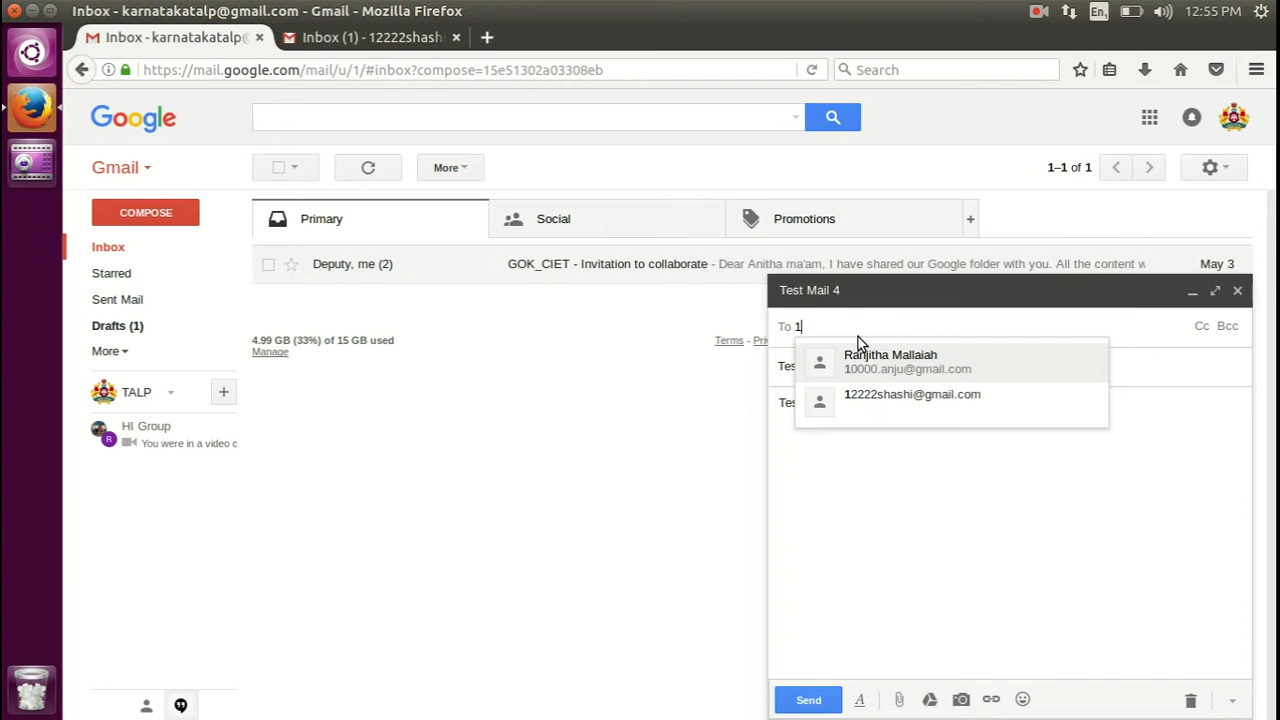 Inbox - karnatakatalp@gmail.com - Gmail - Mozilla Firefox
En
12:55 PM
Inbox - karnatakatalp@
Inbox (1) - 12222shashi
https://mail.google.com/mail/u/1/#inbox?compose=15e51302a03308eb
Search
Google
Gmail
More
1–1 of 1
COMPOSE
Primary
Social
Promotions
Inbox
Starred
Sent Mail
Drafts (1)
More
TALP
HI Group
R
You were in a video c
Deputy, me (2)
GOK_CIET - Invitation to collaborate - Dear Anitha ma'am, I have shared our Google folder with you. All the content w
May 3
4.99 GB (33%) of 15 GB used
Manage
Terms -
Test Mail 4
To 1
Cc Bcc
Ranjitha Mallaiah
10000.anju@gmail.com
12222shashi@gmail.com
Tes
Tes
Send
A